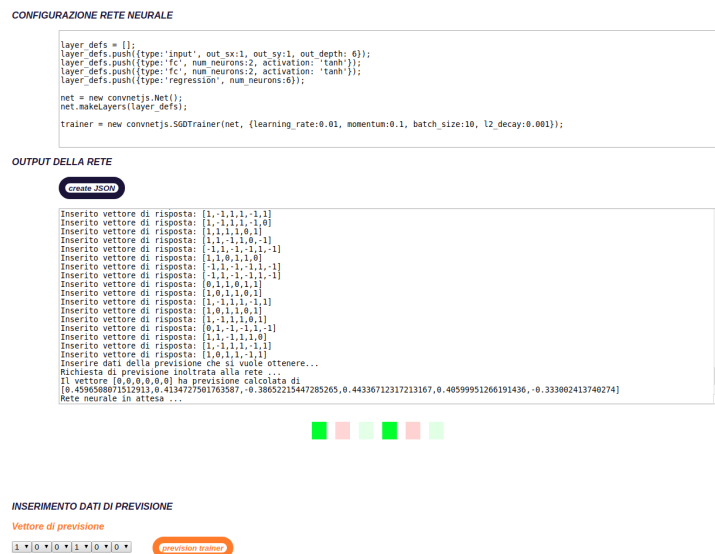 CONFIGURAZIONE RETE NEURALE
layer_defs = [];
layer_defs.push({type:'input', out_sx:1, out_sy:1, out_depth: 6});
layer_defs.push({type:'fc', num_neurons:2, activation: 'tanh'});
layer_defs.push({type:'fc', num_neurons:2, activation: 'tanh'});
layer_defs.push({type:'regression', num_neurons:6});
net = new convnetjs.Net();
net.makeLayers(layer_defs);
trainer = new convnetjs.SGDTrainer(net, {learning_rate:0.01, momentum:0.1, batch_size:10, l2_decay:0.001});
OUTPUT DELLA RETE
create JSON
Inserito vettore di risposta: [1,-1,1,1,-1,1]
Inserito vettore di risposta: [1,-1,1,1,-1,0]
Inserito vettore di risposta: [1,1,1,1,0,1]
Inserito vettore di risposta: [1,1,-1,1,0,-1]
Inserito vettore di risposta: [-1,1,-1,-1,1,-1]
Inserito vettore di risposta: [1,1,0,1,1,0]
Inserito vettore di risposta: [-1,1,-1,-1,1,-1]
Inserito vettore di risposta: [-1,1,-1,-1,1,-1]
Inserito vettore di risposta: [0,1,1,0,1,1]
Inserito vettore di risposta: [1,0,1,1,0,1]
Inserito vettore di risposta: [1,-1,1,1,-1,1]
Inserito vettore di risposta: [1,0,1,1,0,1]
Inserito vettore di risposta: [1,-1,1,1,0,1]
Inserito vettore di risposta: [0,1,-1,-1,1,-1]
Inserito vettore di risposta: [1,1,-1,1,1,0]
Inserito vettore di risposta: [1,-1,1,1,-1,1]
Inserito vettore di risposta: [1,0,1,1,-1,1]
Inserire dati della previsione che si vuole ottenere...
Richiesta di previsione inoltrata alla rete ...
Il vettore [0,0,0,0,0,0] ha previsione calcolata di
[0.4596508071512913,0.4134727501763587,-0.38652215447285265,0.44336712317213167,0.40599951266191436,-0.333002413740274]
Rete neurale in attesa ...
INSERIMENTO DATI DI PREVISIONE
Vettore di previsione
1 0 0 1 0 0 prevision trainer